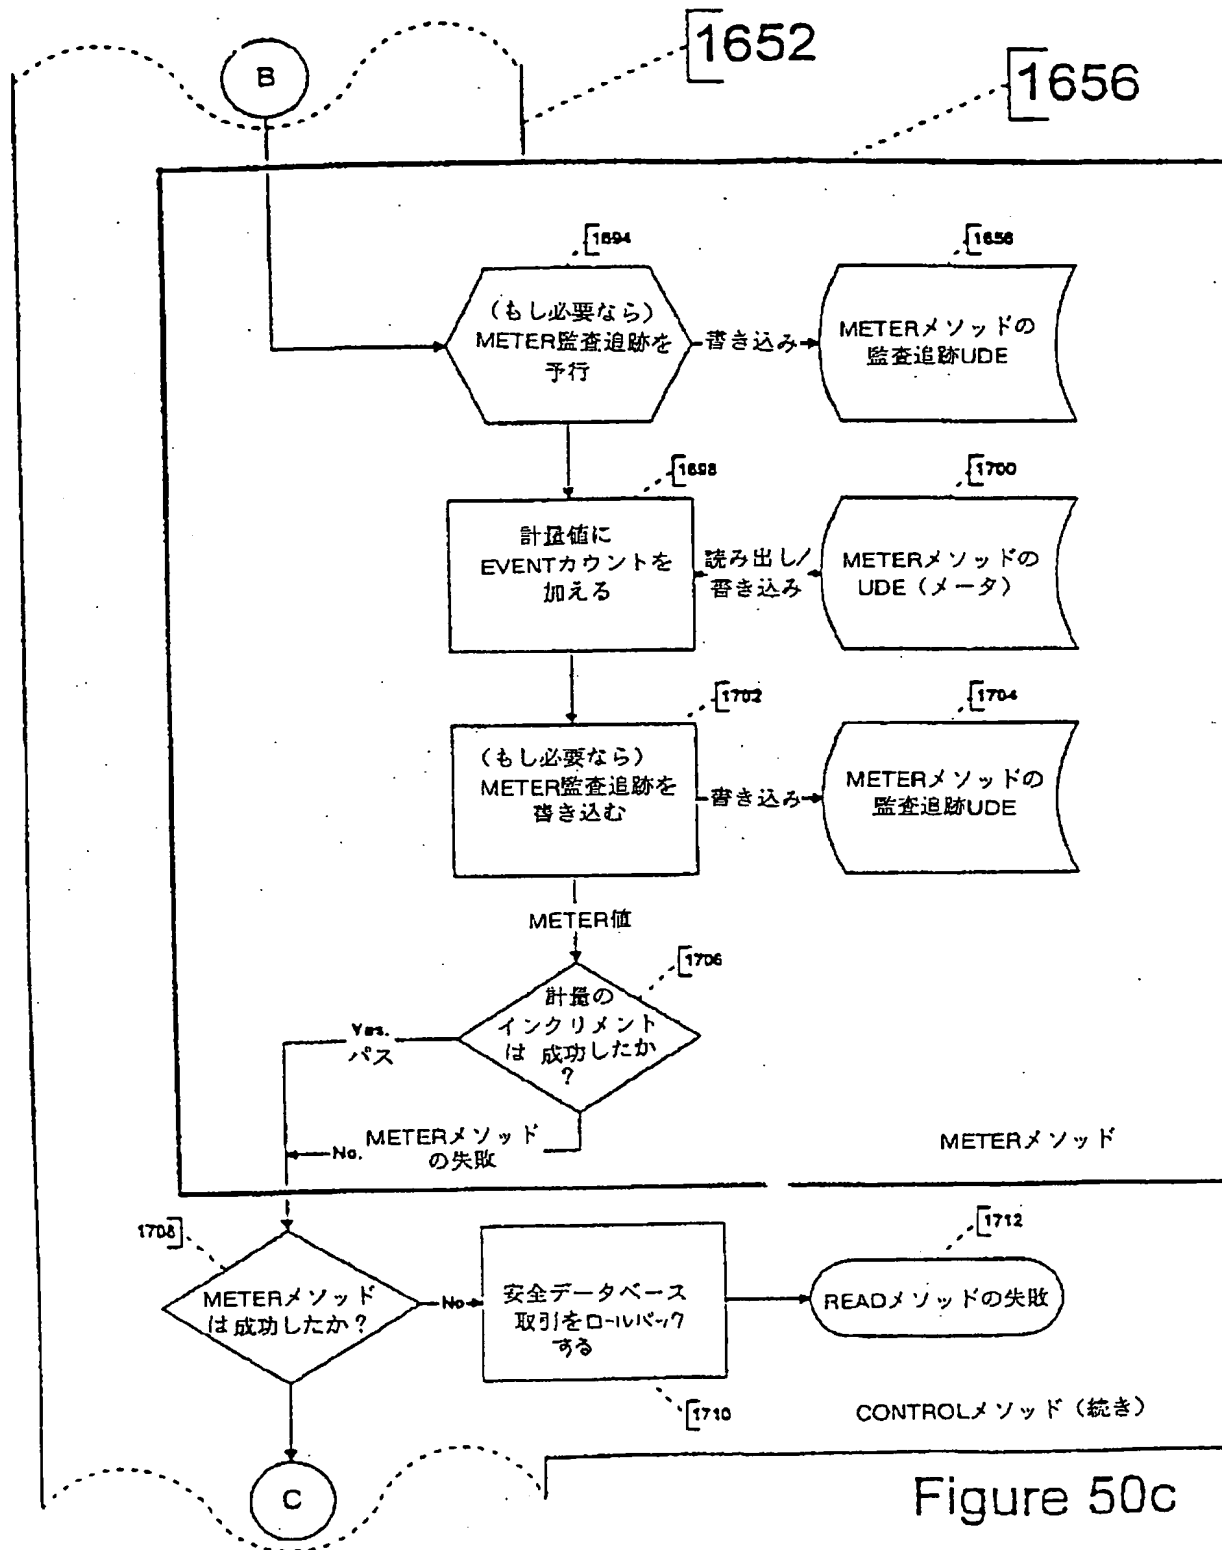 1652
B
1656
1694
1656
(もし必要なら)
METER監査追跡を
予行
書き込み
METERメソッドの
監査追跡UDE
1698
1700
計量値に
EVENTカウントを
加える
読み出し/
書き込み
METERメソッドの
UDE(メータ)
1702
1704
(もし必要なら)
METER監査追跡を
書き込む
書き込み
METERメソッドの
監査追跡UDE
METER値
1706
計量の
インクリメント
は 成功したか
?
Yes.
パス
No.
METERメソッド
の失敗
METERメソッド
1708
1712
METERメソッド
は成功したか?
No
安全データベース
取引をロールバック
する
READメソッドの失敗
1710
CONTROLメソッド(続き)
C
Figure 50c